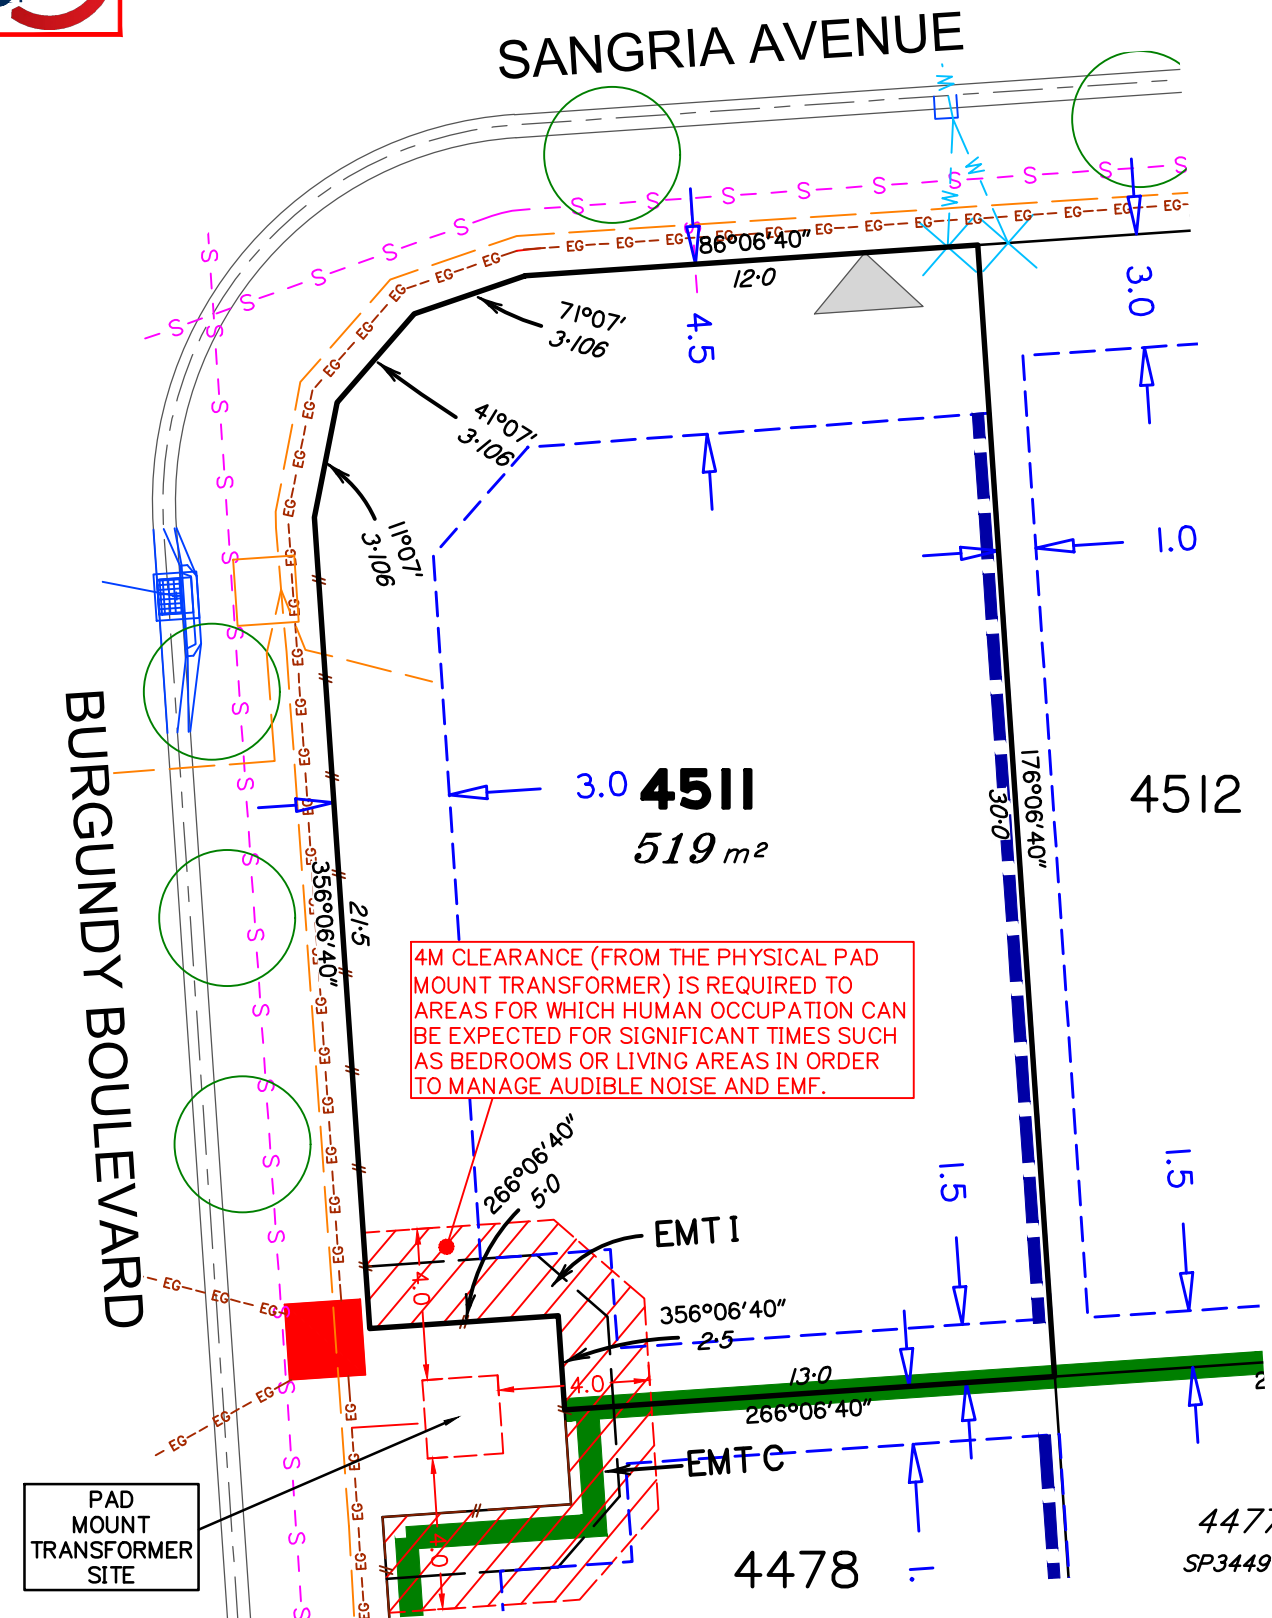 SANGRIA AVENUE
86°06'40"
12·0
71°07'
3·106
4.5
3.0
41°07'
3·106
11°07'
3·106
1.0
BURGUNDY BOULEVARD
3.0
4511
519 m²
4512
176°06'40"
30·0
356°06'40"
21·5
4M CLEARANCE (FROM THE PHYSICAL PAD
MOUNT TRANSFORMER) IS REQUIRED TO
AREAS FOR WHICH HUMAN OCCUPATION CAN
BE EXPECTED FOR SIGNIFICANT TIMES SUCH
AS BEDROOMS OR LIVING AREAS IN ORDER
TO MANAGE AUDIBLE NOISE AND EMF.
266°06'40"
5·0
1.5
1.5
EMT I
4.0
356°06'40"
2·5
4.0
13·0
266°06'40"
2
EMT C
PAD
MOUNT
TRANSFORMER
SITE
4.0
4478
1.
4477
SP3449